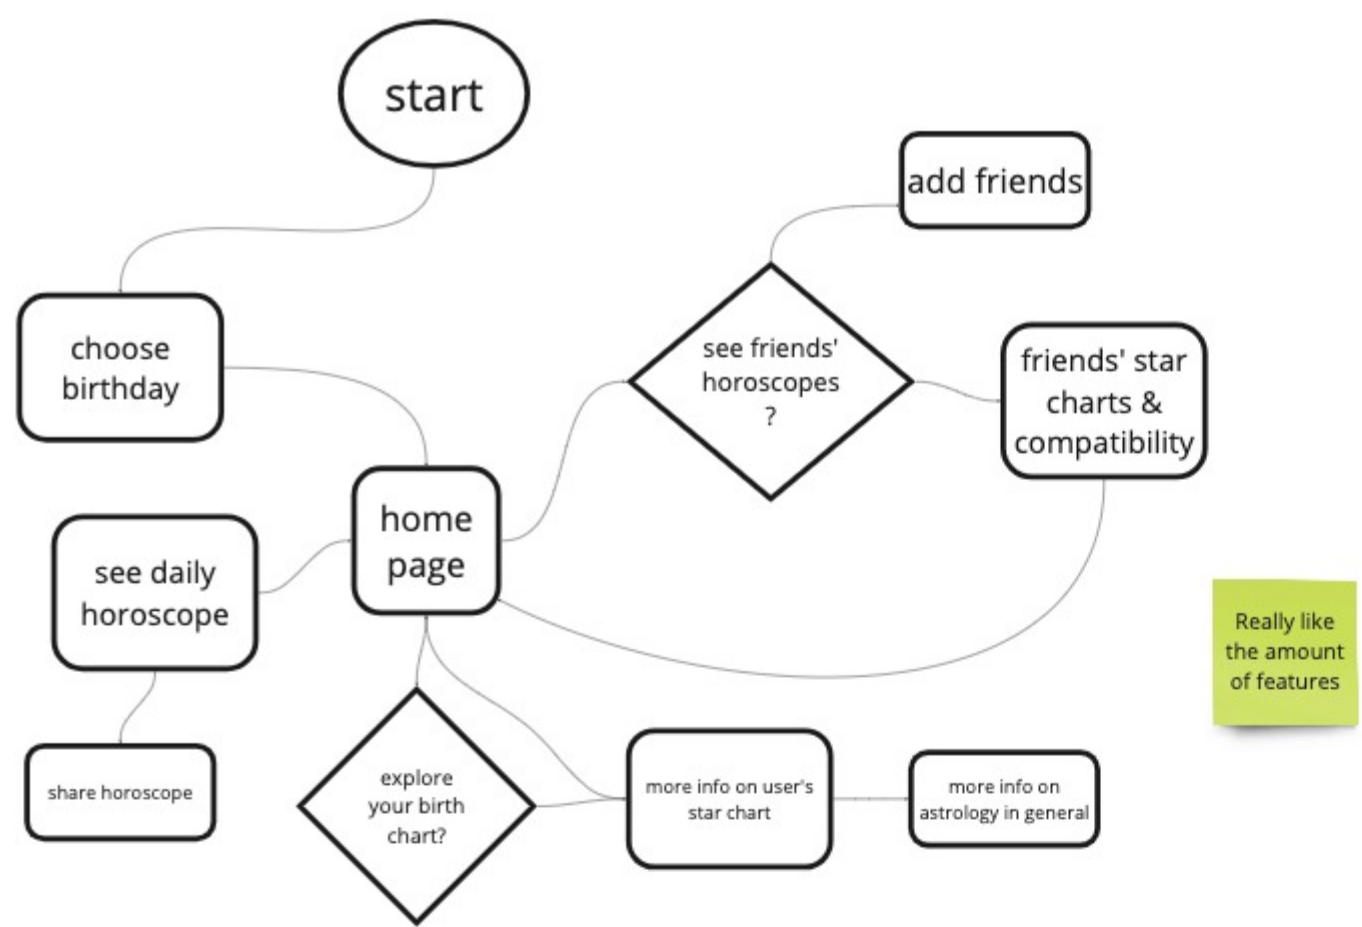 start
add friends
choose
birthday
see friends'
horoscopes
?
friends' star
charts &
compatibility
home
page
see daily
horoscope
Really like
the amount
of features
share horoscope
explore
your birth
chart?
more info on user's
star chart
more info on
astrology in general